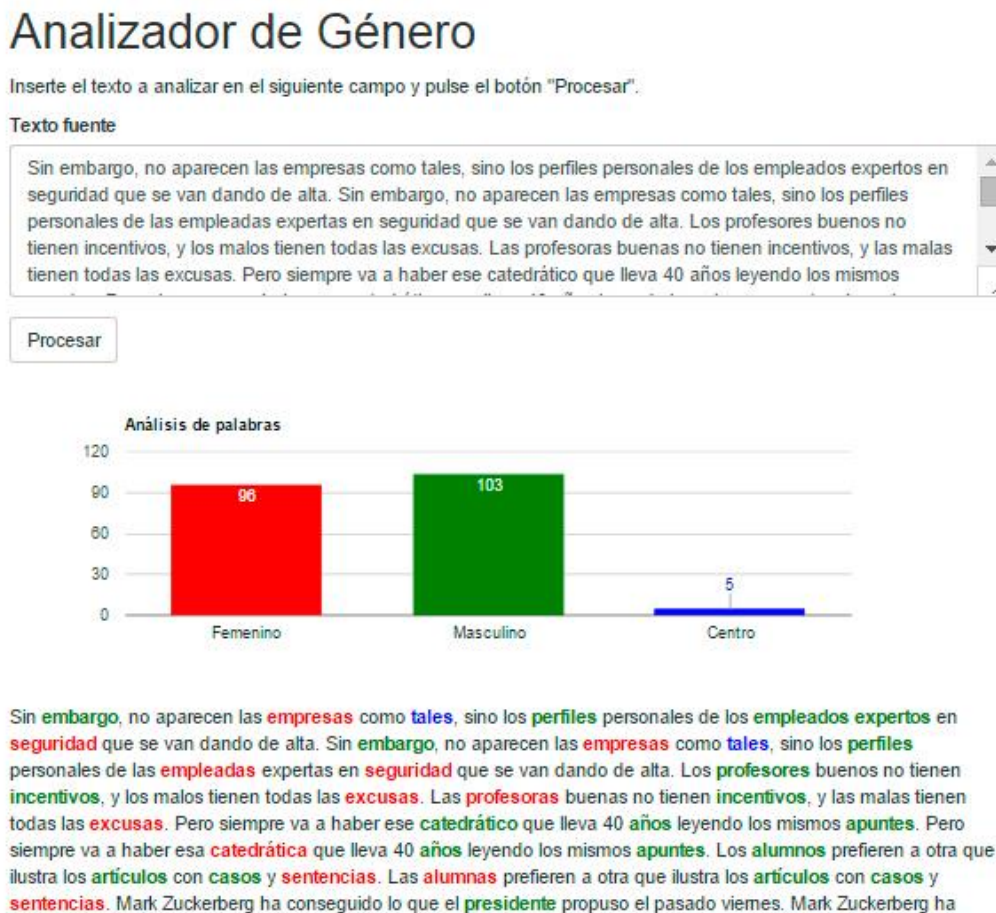 Analizador de Género
Inserte el texto a analizar en el siguiente campo y pulse el botón "Procesar".
Texto fuente
Sin embargo, no aparecen las empresas como tales, sino los perfiles personales de los empleados expertos en
seguridad que se van dando de alta. Sin embargo, no aparecen las empresas como tales, sino los perfiles
personales de las empleadas expertas en seguridad que se van dando de alta. Los profesores buenos no
tienen incentivos, y los malos tienen todas las excusas. Las profesoras buenas no tienen incentivos, y las malas
tienen todas las excusas. Pero siempre va a haber ese catedrático que lleva 40 años leyendo los mismos
Procesar
Análisis de palabras
120
90
60
30
0
96
103
5
Femenino
Masculino
Centro
Sin embargo, no aparecen las empresas como tales, sino los perfiles personales de los empleados expertos en
seguridad que se van dando de alta. Sin embargo, no aparecen las empresas como tales, sino los perfiles
personales de las empleadas expertas en seguridad que se van dando de alta. Los profesores buenos no tienen
incentivos, y los malos tienen todas las excusas. Las profesoras buenas no tienen incentivos, y las malas tienen
todas las excusas. Pero siempre va a haber ese catedrático que lleva 40 años leyendo los mismos apuntes. Pero
siempre va a haber esa catedrática que lleva 40 años leyendo los mismos apuntes. Los alumnos prefieren a otra que
ilustra los artículos con casos y sentencias. Las alumnas prefieren a otra que ilustra los artículos con casos y
sentencias. Mark Zuckerberg ha conseguido lo que el presidente propuso el pasado viernes. Mark Zuckerberg ha